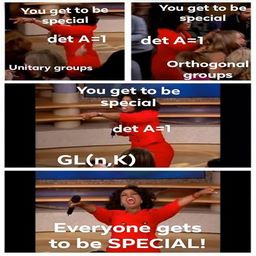 You get to be
special
det A=1
Unitary groups
You get to be
special
det A=1
Orthogonal
groups
You get to be
special
det A=1
GL(n,K)
Everyone gets
to be SPECIAL!